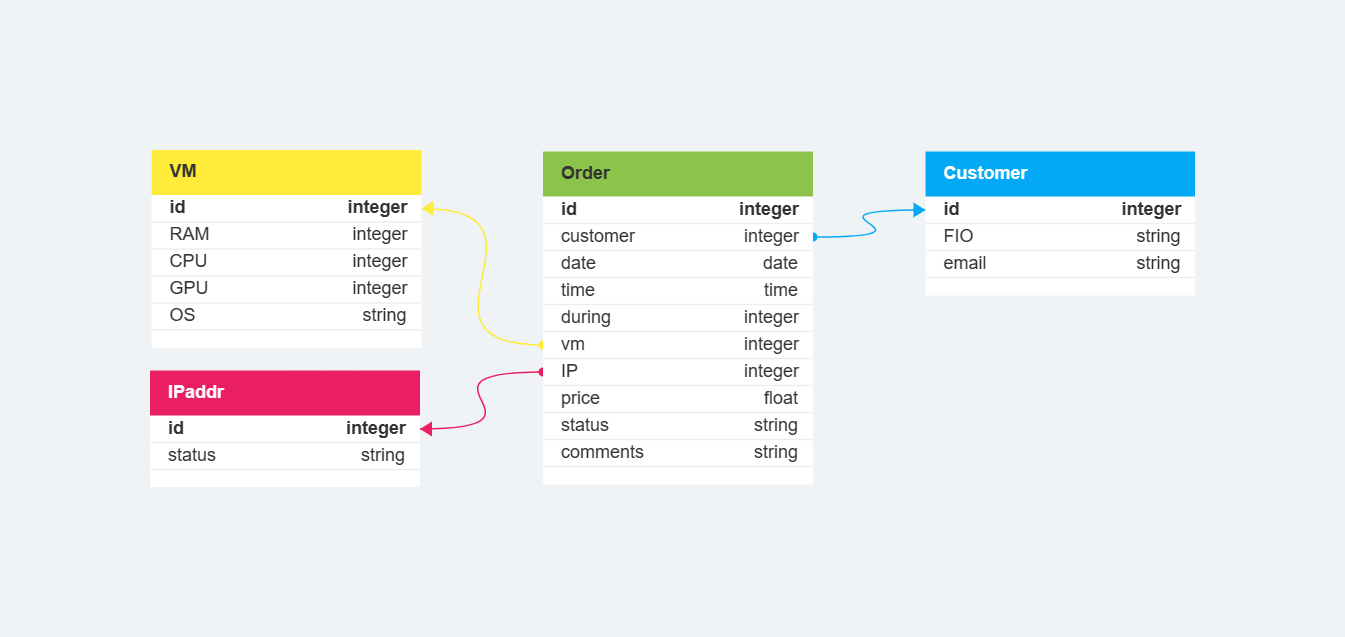 VM
id integer
RAM integer
CPU integer
GPU integer
OS string
IPaddr
id integer
status string
Order
id integer
customer integer
date date
time time
during integer
vm integer
IP integer
price float
status string
comments string
Customer
id integer
FIO string
email string